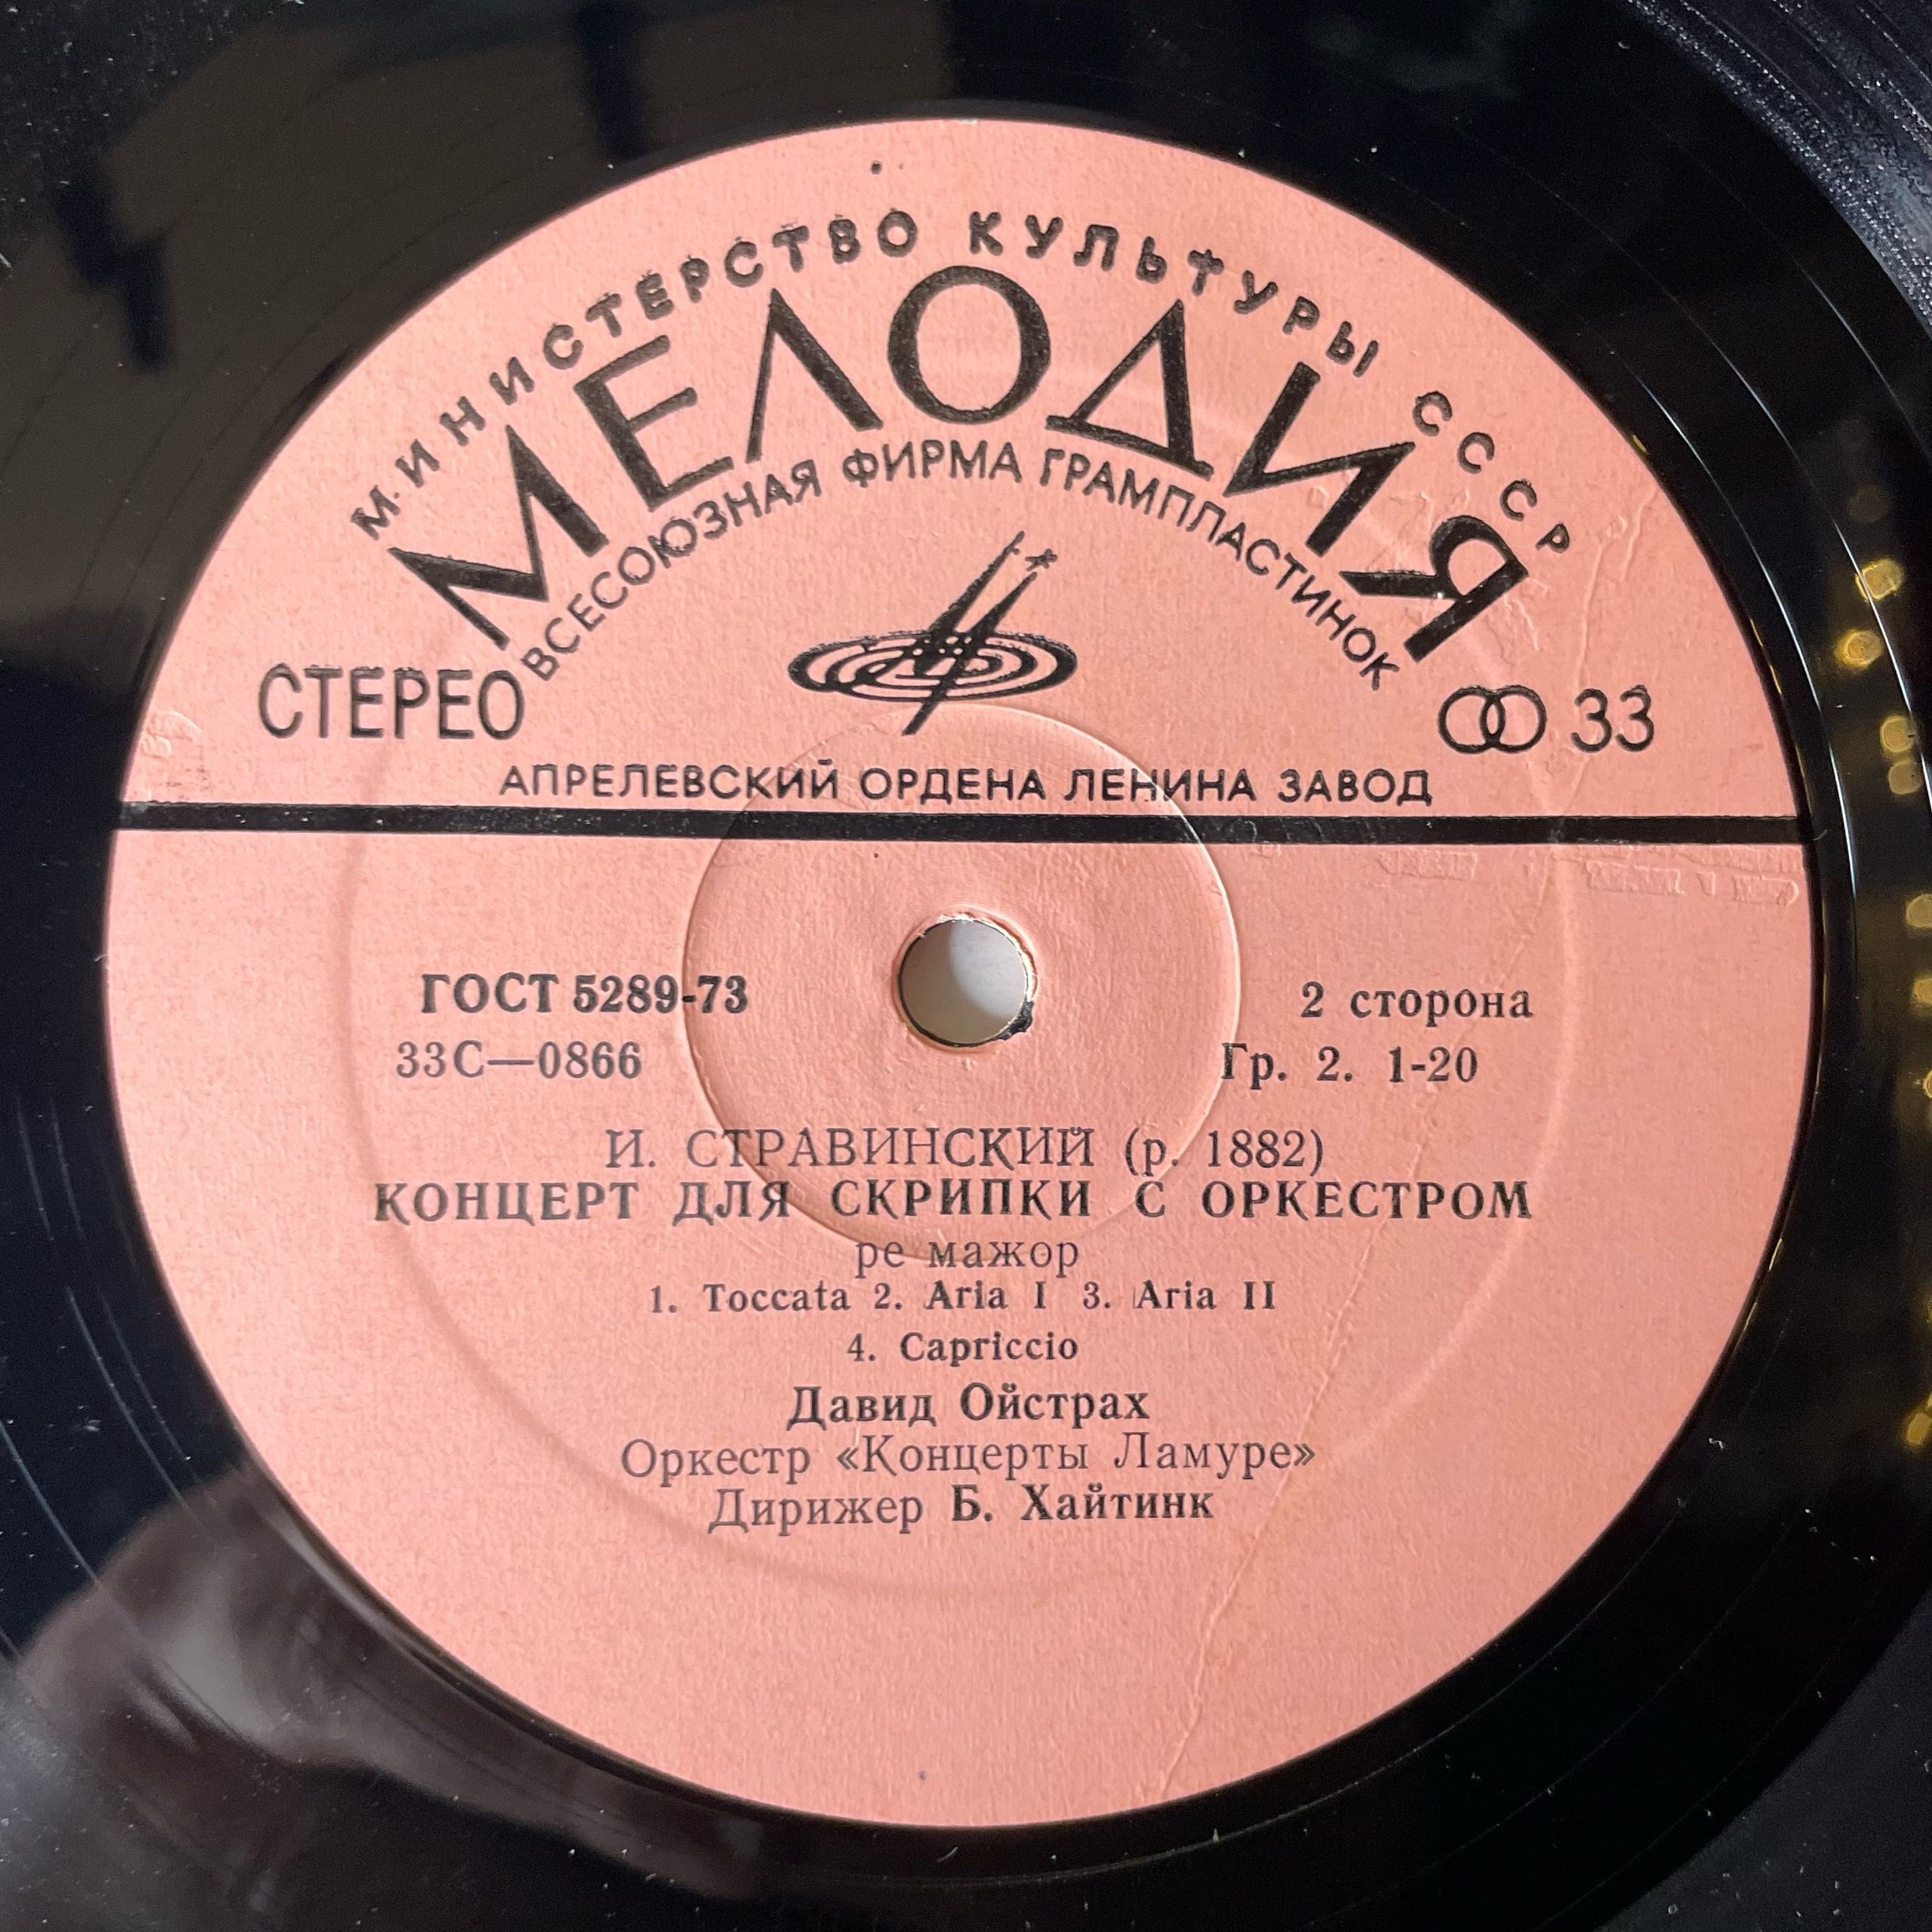 МИНИСТЕРСТВО КУЛЬТУРЫ СССР
МЕЛОДИЯ
ВСЕСОЮЗНАЯ ФИРМА ГРАМПЛАСТИНОК
СТЕРЕО
33
АПРЕЛЕВСКИЙ ОРДЕНА ЛЕНИНА ЗАВОД
ГОСТ 5289-73
2 сторона
33С—0866
Гр. 2. 1-20
И. СТРАВИНСКИЙ (р. 1882)
КОНЦЕРТ ДЛЯ СКРИПКИ С ОРКЕСТРОМ
ре мажор
1. Toccata 2. Aria I 3. Aria II
4. Capriccio
Давид Ойстрах
Оркестр «Концерты Ламуре»
Дирижер Б. Хайтинк